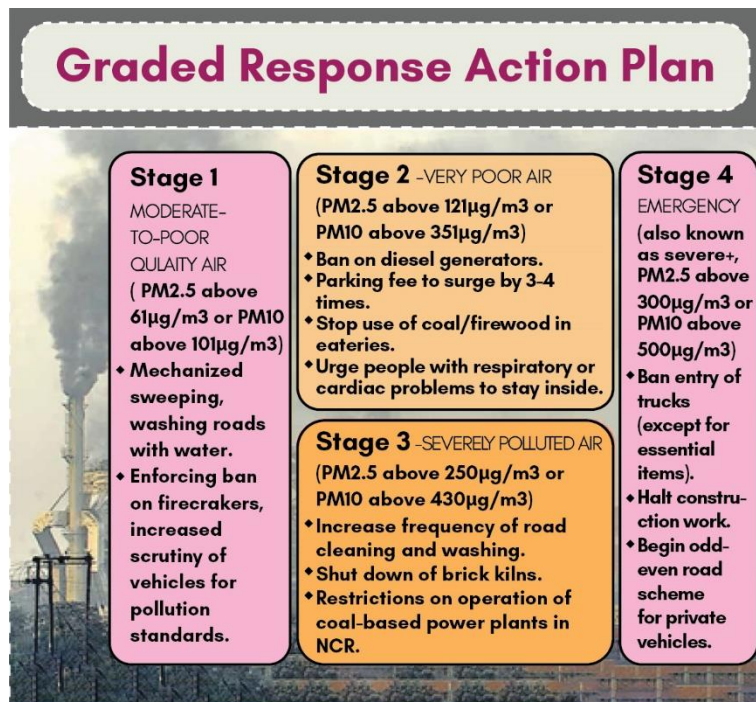 Graded Response Action Plan
Stage 1
MODERATE-
TO-POOR
QULAITY AIR
( PM2.5 above
61µg/m3 or PM10
above 101µg/m3)
◆ Mechanized
sweeping,
washing roads
with water.
◆ Enforcing ban
on firecrakers,
increased
scrutiny of
vehicles for
pollution
standards.
Stage 2 -VERY POOR AIR
(PM2.5 above 121µg/m3 or
PM10 above 351µg/m3)
◆ Ban on diesel generators.
◆ Parking fee to surge by 3-4
times.
◆ Stop use of coal/firewood in
eateries.
◆ Urge people with respiratory or
cardiac problems to stay inside.
Stage 3 -SEVERELY POLLUTED AIR
(PM2.5 above 250µg/m3 or
PM10 above 430µg/m3)
◆ Increase frequency of road
cleaning and washing.
◆ Shut down of brick kilns.
◆ Restrictions on operation of
coal-based power plants in
NCR.
Stage 4
EMERGENCY
(also known
as severe+,
PM2.5 above
300µg/m3 or
PM10 above
500µg/m3)
◆ Ban entry of
trucks
(except for
essential
items).
◆ Halt constru-
ction work.
◆ Begin odd-
even road
scheme
for private
vehicles.